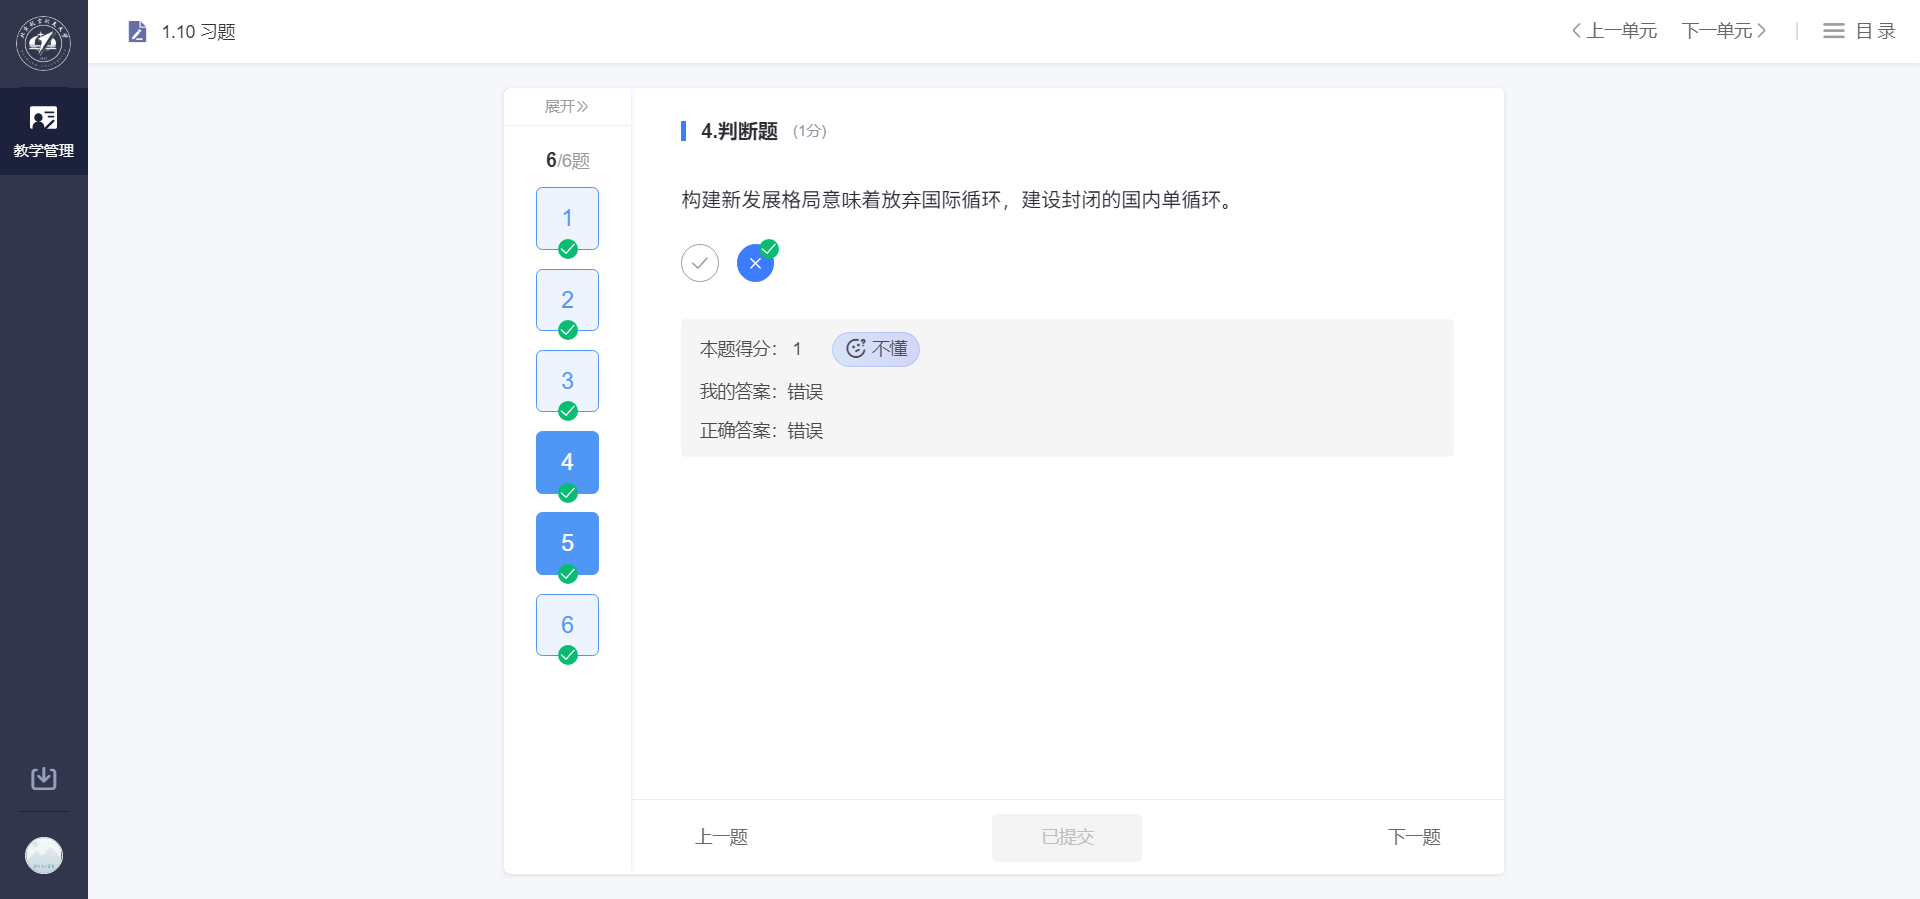 1.10 习题
上一单元
下一单元
目录
教学管理
展开
6/6题
1
2
3
4
5
6
4.判断题 (1分)
构建新发展格局意味着放弃国际循环，建设封闭的国内单循环。
本题得分： 1
不懂
我的答案：错误
正确答案：错误
上一题
已提交
下一题